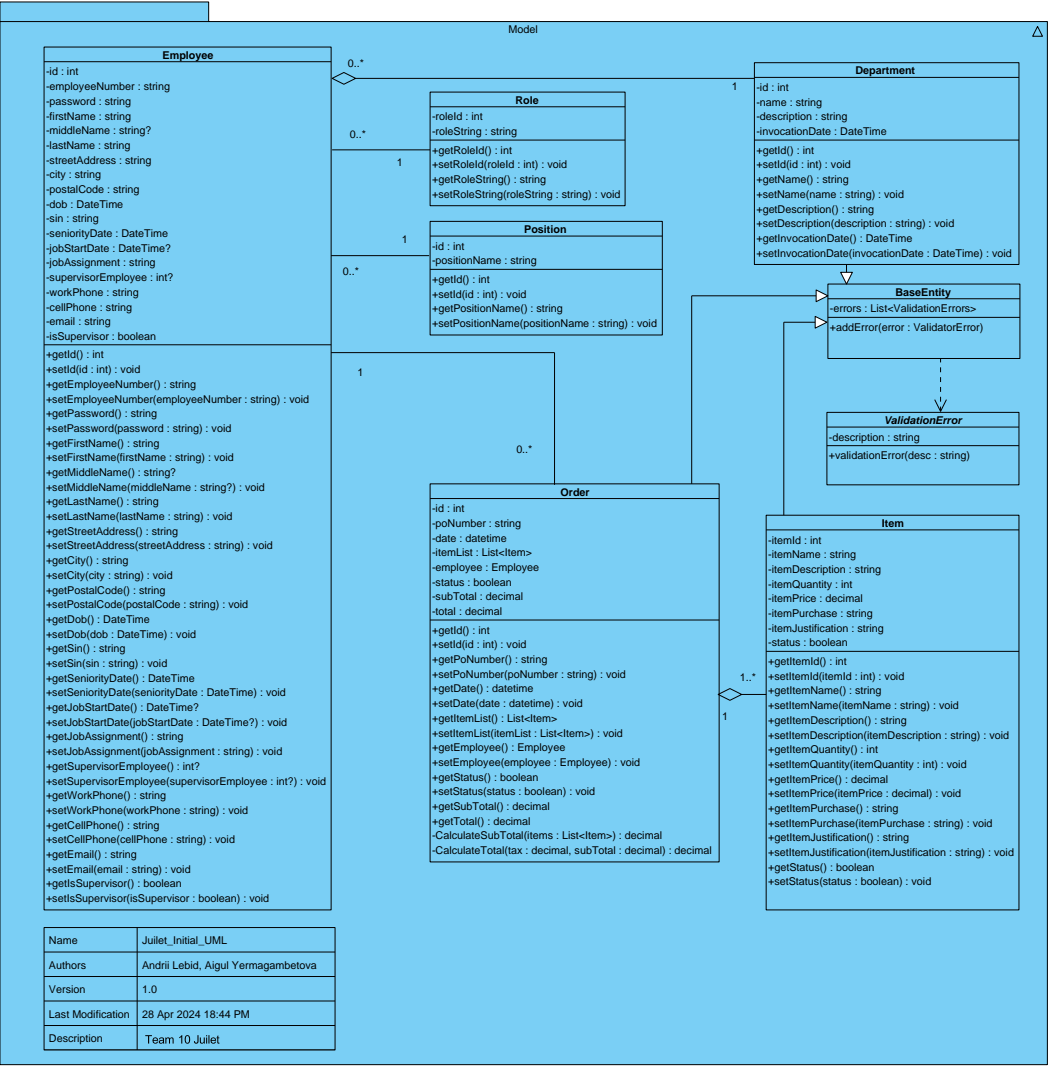 Model
Employee
-id : int
-employeeNumber : string
-password : string
-firstName : string
-middleName : string?
-lastName : string
-streetAddress : string
-city : string
-postalCode : string
-dob : DateTime
-sin : string
-seniorityDate : DateTime
-jobStartDate : DateTime?
-jobAssignment : string
-supervisorEmployee : int?
-workPhone : string
-cellPhone : string
-email : string
-isSupervisor : boolean
+getId() : int
+setId(id : int) : void
+getEmployeeNumber() : string
+setEmployeeNumber(employeeNumber : string) : void
+getPassword() : string
+setPassword(password : string) : void
+getFirstName() : string
+setFirstName(firstName : string) : void
+getMiddleName() : string?
+setMiddleName(middleName : string?) : void
+getLastName() : string
+setLastName(lastName : string) : void
+getStreetAddress() : string
+setStreetAddress(streetAddress : string) : void
+getCity() : string
+setCity(city : string) : void
+getPostalCode() : string
+setPostalCode(postalCode : string) : void
+getDob() : DateTime
+setDob(dob : DateTime) : void
+getSin() : string
+setSin(sin : string) : void
+getSeniorityDate() : DateTime
+setSeniorityDate(seniorityDate : DateTime) : void
+getJobStartDate() : DateTime?
+setJobStartDate(jobStartDate : DateTime?) : void
+getJobAssignment() : string
+setJobAssignment(jobAssignment : string) : void
+getSupervisorEmployee() : int?
+setSupervisorEmployee(supervisorEmployee : int?) : void
+getWorkPhone() : string
+setWorkPhone(workPhone : string) : void
+getCellPhone() : string
+setCellPhone(cellPhone : string) : void
+getEmail() : string
+setEmail(email : string) : void
+getIsSupervisor() : boolean
+setIsSupervisor(isSupervisor : boolean) : void
0..*
1
0..*
1
1
0..*
1
0..*
Role
-roleId : int
-roleString : string
+getRoleId() : int
+setRoleId(roleId : int) : void
+getRoleString() : string
+setRoleString(roleString : string) : void
Position
-id : int
-positionName : string
+getId() : int
+setId(id : int) : void
+getPositionName() : string
+setPositionName(positionName : string) : void
Department
-id : int
-name : string
-description : string
-invocationDate : DateTime
+getId() : int
+setId(id : int) : void
+getName() : string
+setName(name : string) : void
+getDescription() : string
+setDescription(description : string) : void
+getInvocationDate() : DateTime
+setInvocationDate(invocationDate : DateTime) : void
BaseEntity
-errors : List<ValidationErrors>
+addError(error : ValidatorError)
ValidationError
-description : string
+validationError(desc : string)
Order
-id : int
-poNumber : string
-date : datetime
-itemList : List<Item>
-employee : Employee
-status : boolean
-subTotal : decimal
-total : decimal
+getId() : int
+setId(id : int) : void
+getPoNumber() : string
+setPoNumber(poNumber : string) : void
+getDate() : datetime
+setDate(date : datetime) : void
+getItemList() : List<Item>
+setItemList(itemList : List<Item>) : void
+getEmployee() : Employee
+setEmployee(employee : Employee) : void
+getStatus() : boolean
+setStatus(status : boolean) : void
+getSubTotal() : decimal
+getTotal() : decimal
-CalculateSubTotal(items : List<Item>) : decimal
-CalculateTotal(tax : decimal, subTotal : decimal) : decimal
1..*
1
Item
-itemId : int
-itemName : string
-itemDescription : string
-itemQuantity : int
-itemPrice : decimal
-itemPurchase : string
-itemJustification : string
-status : boolean
+getItemId() : int
+setItemId(itemId : int) : void
+getItemName() : string
+setItemName(itemName : string) : void
+getItemDescription() : string
+setItemDescription(itemDescription : string) : void
+getItemQuantity() : int
+setItemQuantity(itemQuantity : int) : void
+getItemPrice() : decimal
+setItemPrice(itemPrice : decimal) : void
+getItemPurchase() : string
+setItemPurchase(itemPurchase : string) : void
+getItemJustification() : string
+setItemJustification(itemJustification : string) : void
+getStatus() : boolean
+setStatus(status : boolean) : void
Name Juilet_Initial_UML
Authors Andrii Lebid, Aigul Yermagambetova
Version 1.0
Last Modification 28 Apr 2024 18:44 PM
Description Team 10 Juilet